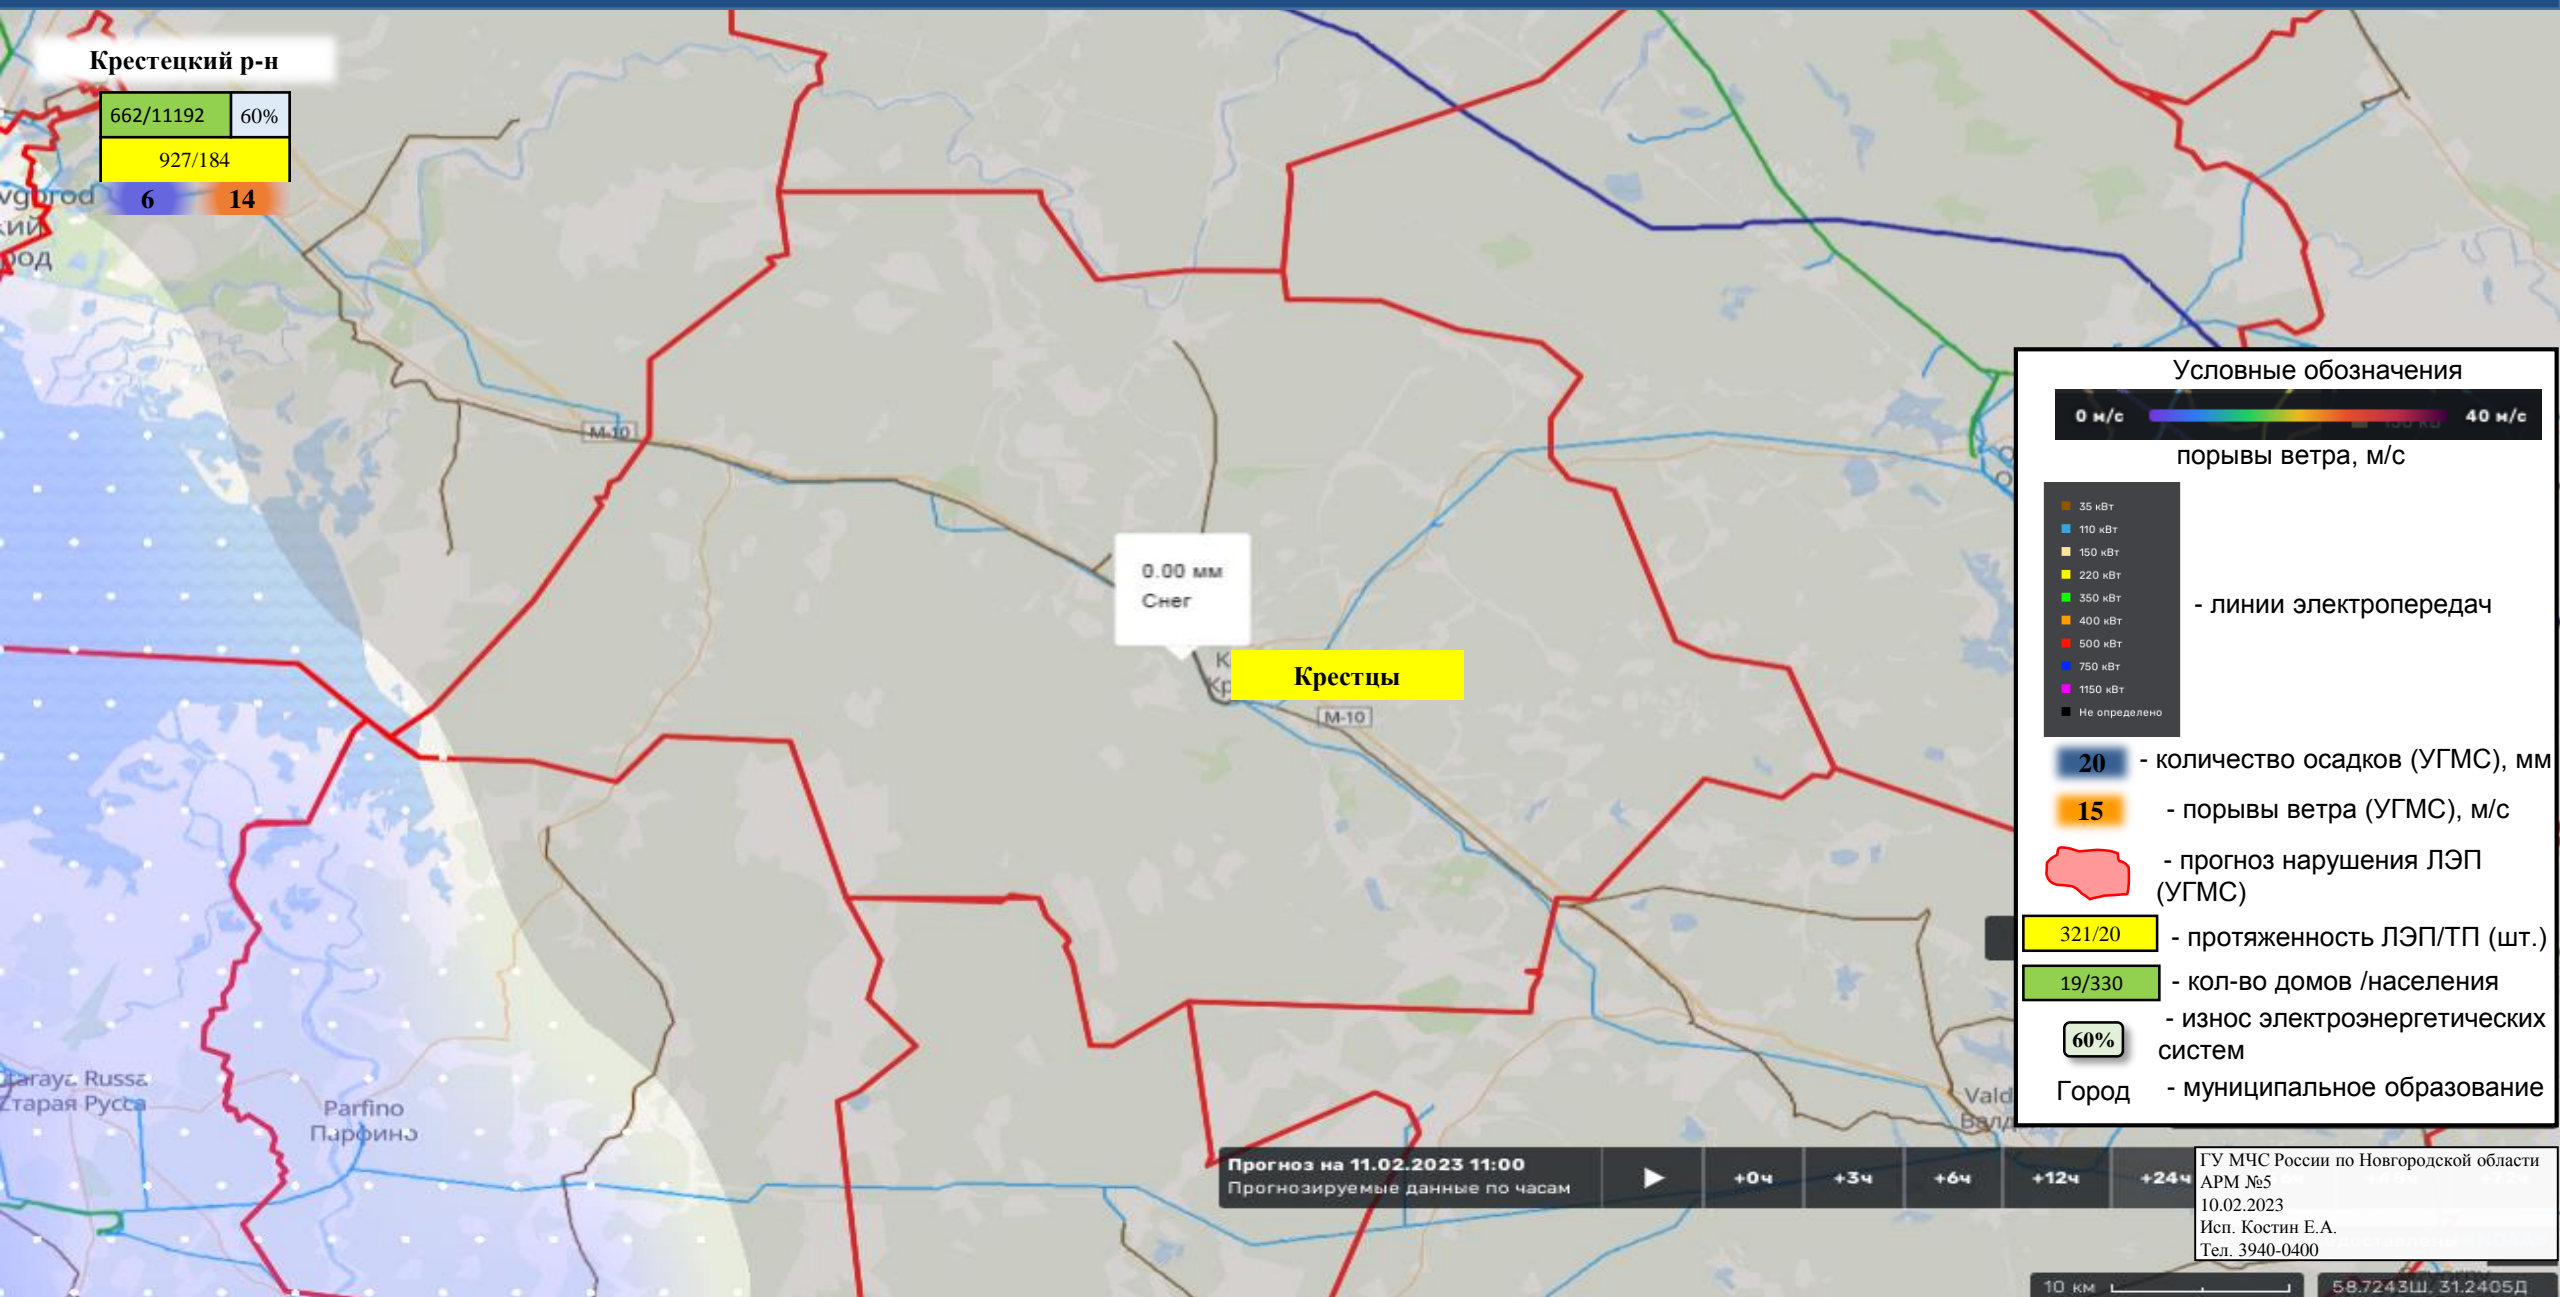 Крестецкий р-н
662/11192 60%
927/184
6 14
vgorod
кий
род
M-10
0.00 мм
Снег
Крестцы
M-10
taraya Russa
Старая Русса
Parfino
Парфино
Vald
Валд
Условные обозначения
0 м/с 40 м/с
порывы ветра, м/с
35 кВт
110 кВт
150 кВт
220 кВт
350 кВт
400 кВт
500 кВт
750 кВт
1150 кВт
Не определено
- линии электропередач
20 - количество осадков (УГМС), мм
15 - порывы ветра (УГМС), м/с
- прогноз нарушения ЛЭП
(УГМС)
321/20 - протяженность ЛЭП/ТП (шт.)
19/330 - кол-во домов /населения
60% - износ электроэнергетических
систем
Город - муниципальное образование
Прогноз на 11.02.2023 11:00
Прогнозируемые данные по часам
+0ч +3ч +6ч +12ч +24ч
ГУ МЧС России по Новгородской области
АРМ №5
10.02.2023
Исп. Костин Е.А.
Тел. 3940-0400
10 км
58.7243Ш, 31.2405Д